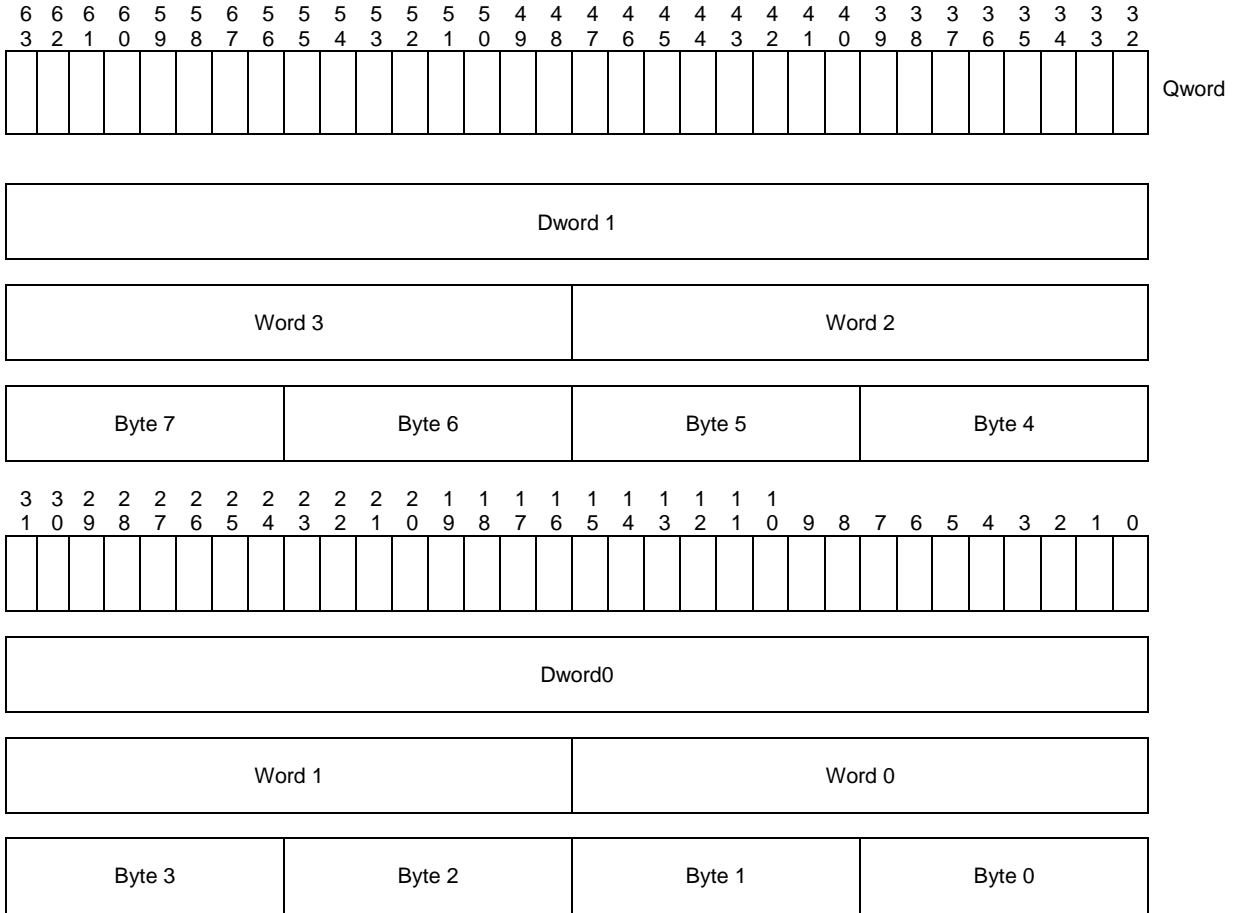 6 6 6 6 5 5 6 5 5 5 5 5 5 5 4 4 4 4 4 4 4 4 4 4 3 3 3 3 3 3 3 3
3 2 1 0 9 8 7 6 5 4 3 2 1 0 9 8 7 6 5 4 3 2 1 0 9 8 7 6 5 4 3 2
Qword
Dword 1
Word 3 Word 2
Byte 7 Byte 6 Byte 5 Byte 4
3 3 2 2 2 2 2 2 2 2 2 2 1 1 1 1 1 1 1 1 1 1
1 0 9 8 7 6 5 4 3 2 1 0 9 8 7 6 5 4 3 2 1 0 9 8 7 6 5 4 3 2 1 0
Dword0
Word 1 Word 0
Byte 3 Byte 2 Byte 1 Byte 0